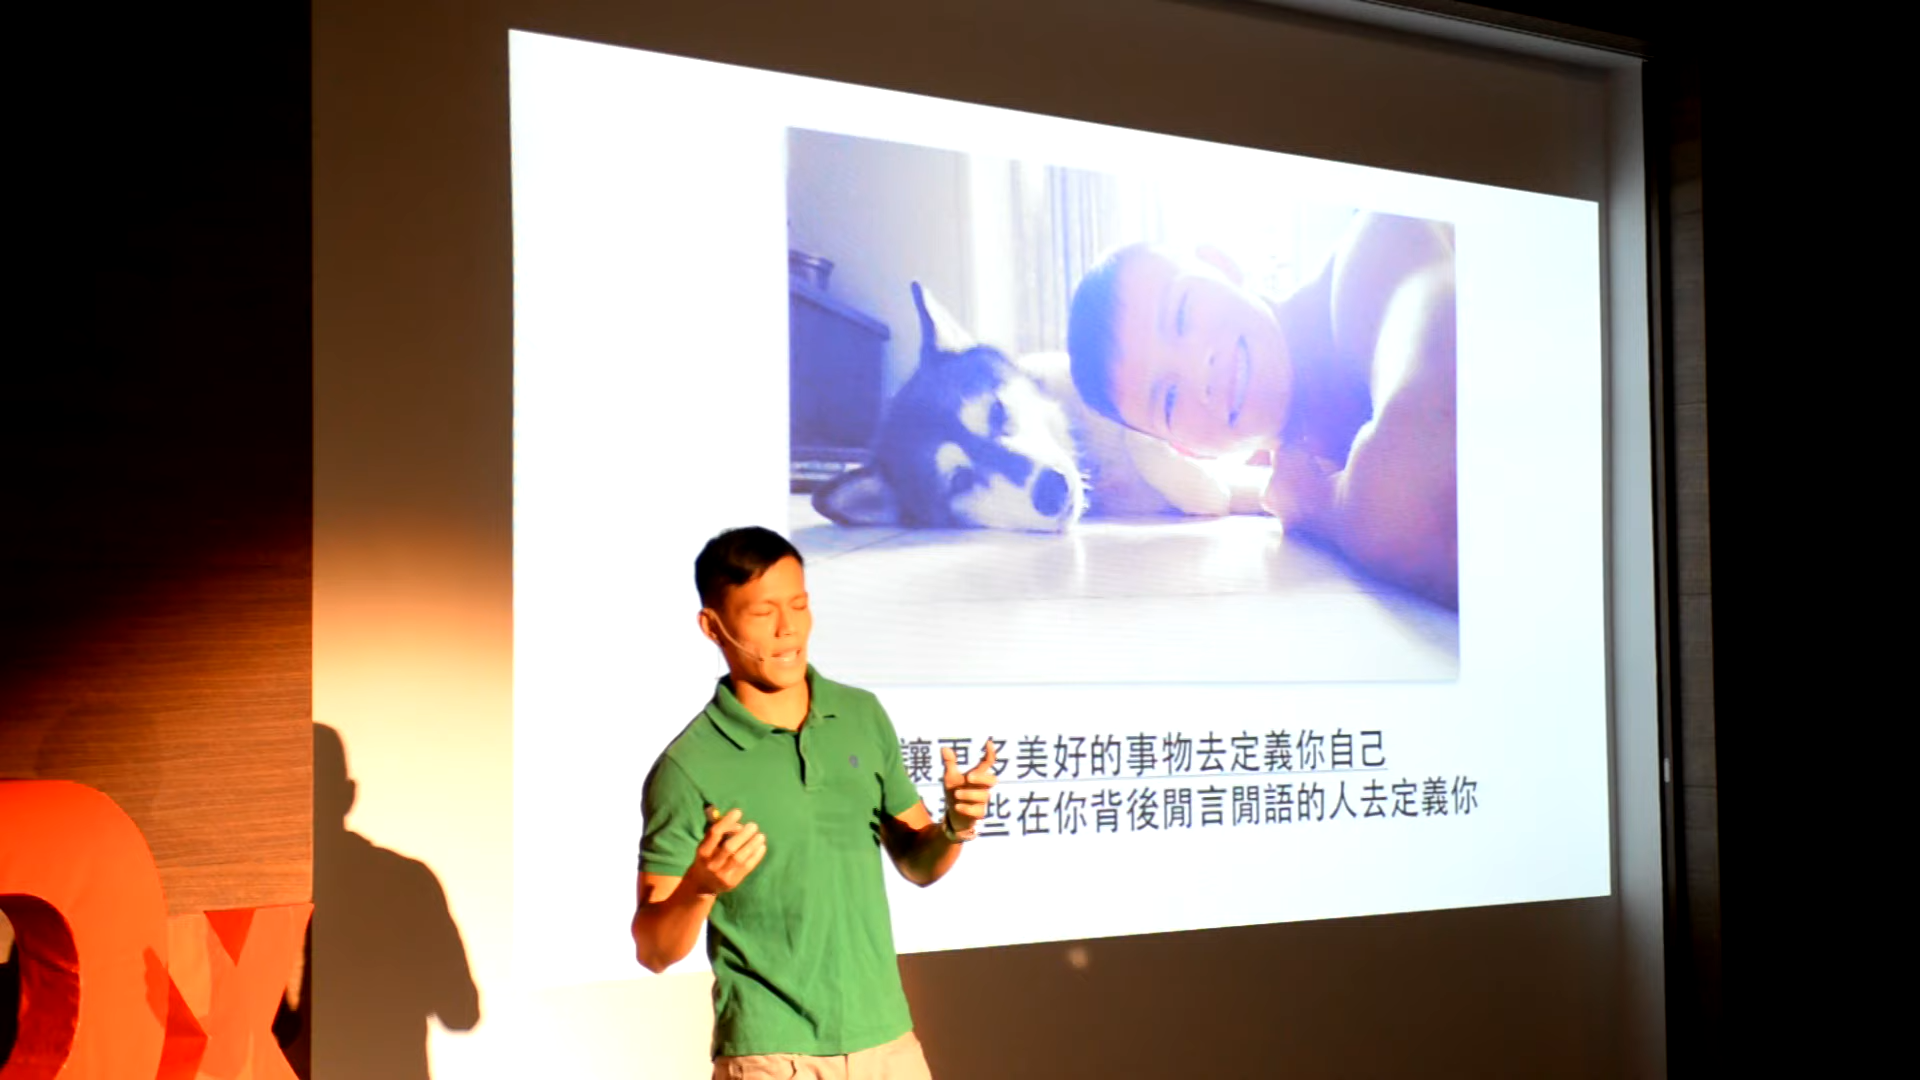 讓更多美好的事物去定義你自己
些在你背後閒言閒語的人去定義你
Dx